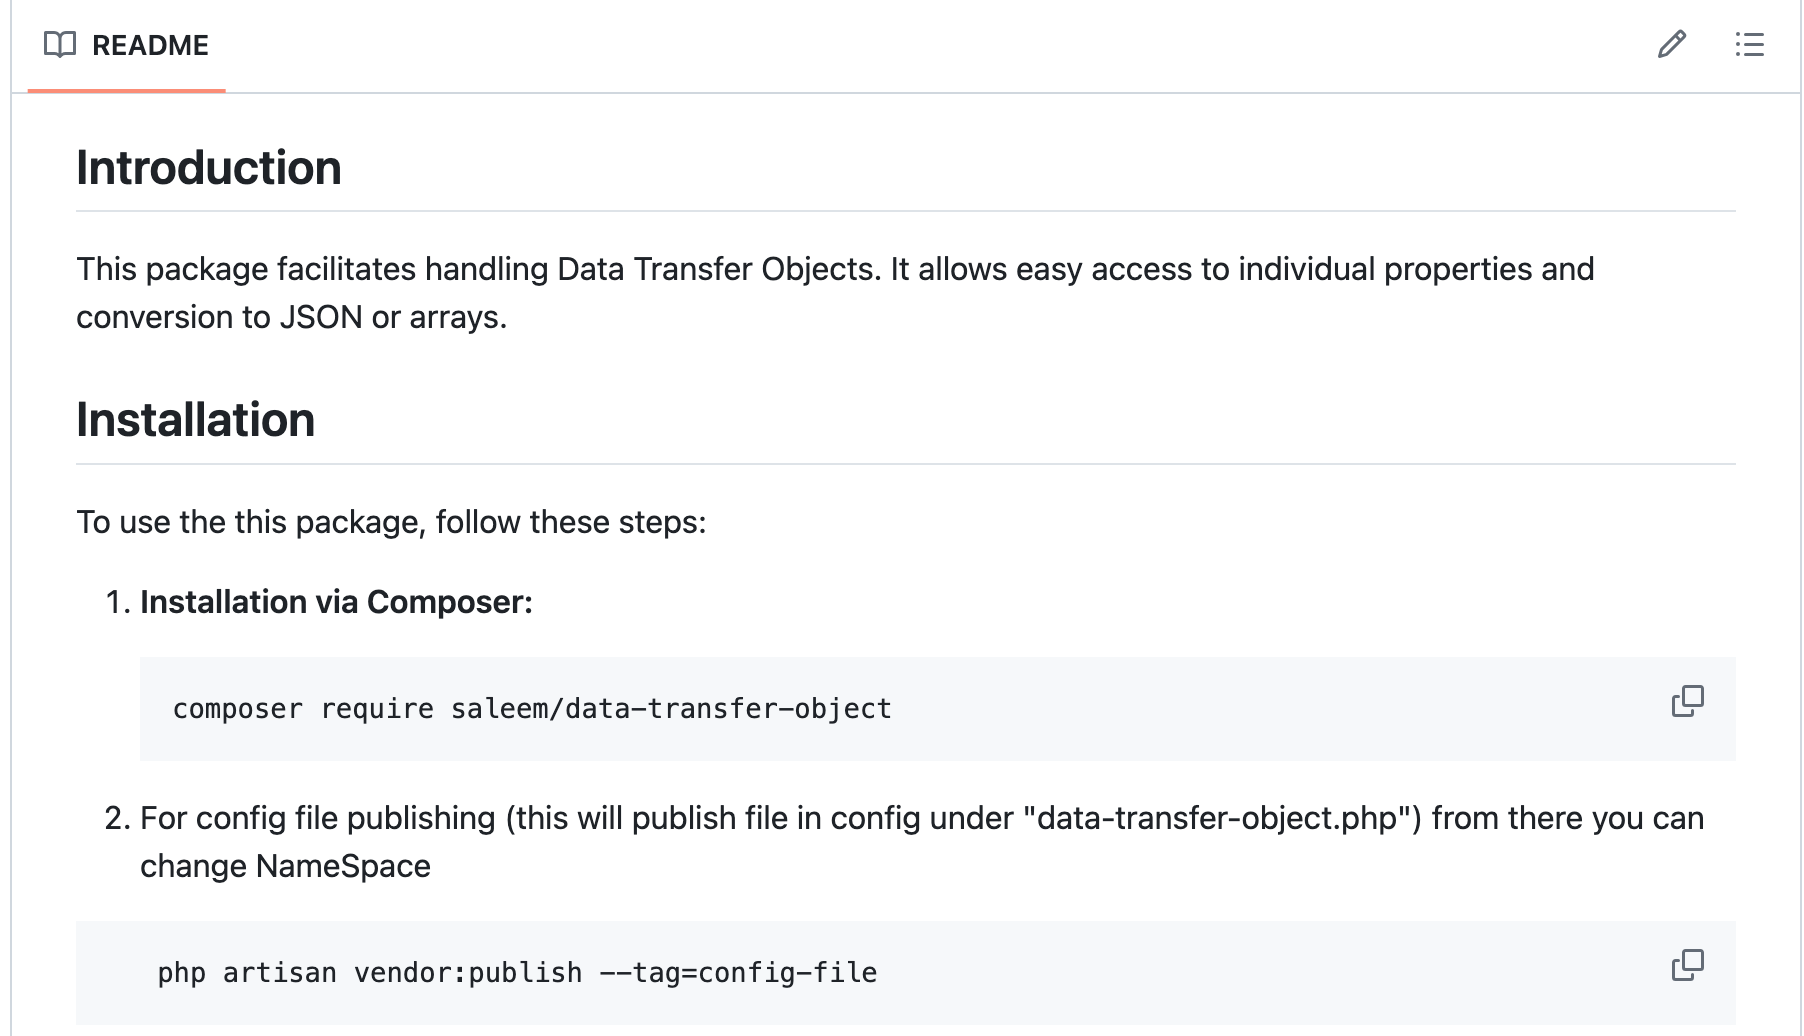 README
Introduction
This package facilitates handling Data Transfer Objects. It allows easy access to individual properties and
conversion to JSON or arrays.
Installation
To use the this package, follow these steps:
1. Installation via Composer:
composer require saleem/data-transfer-object
2. For config file publishing (this will publish file in config under "data-transfer-object.php") from there you can
change NameSpace
php artisan vendor:publish --tag=config-file